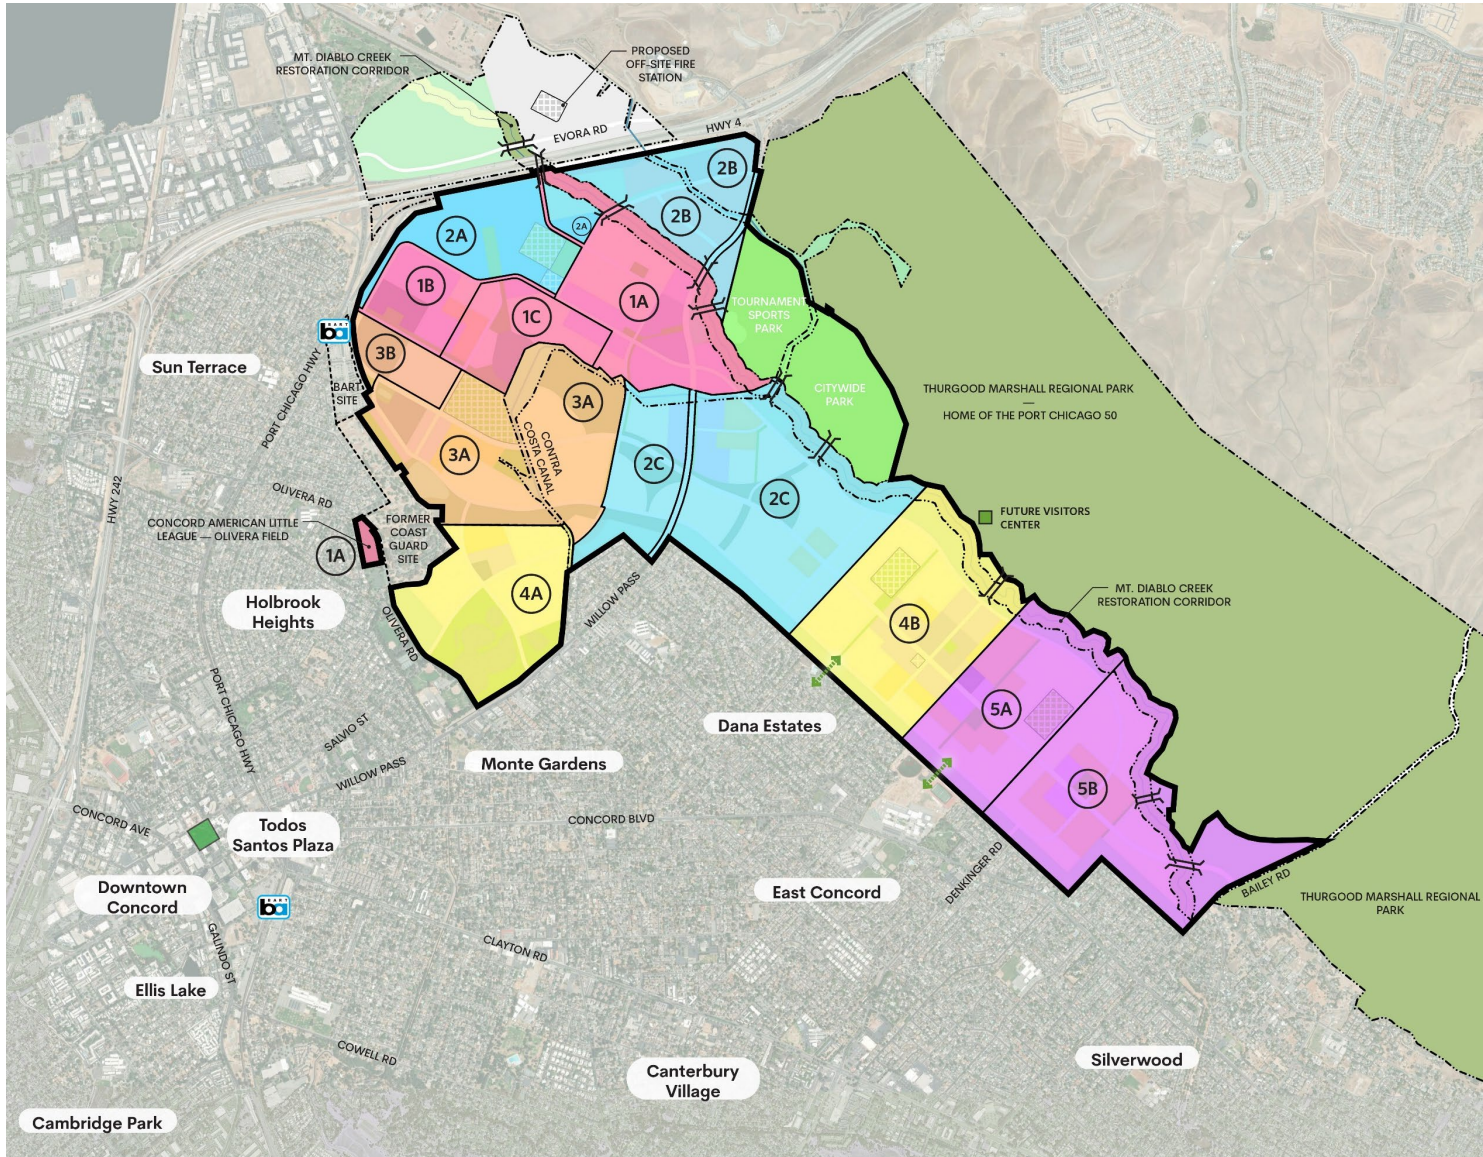 MT. DIABLO CREEK
RESTORATION CORRIDOR
PROPOSED
OFF-SITE FIRE
STATION
EVORA RD
HWY 4
2B
2B
2A
2A
1B
1C
1A
TOURNAMENT
SPORTS
PARK
CITYWIDE
PARK
THURGOOD MARSHALL REGIONAL PARK
—
HOME OF THE PORT CHICAGO 50
BART
ba
Sun Terrace
PORT CHICAGO HWY
BART
SITE
3B
3A
3A
CONTRA
COSTA CANAL
2C
2C
HWY 242
OLIVERA RD
CONCORD AMERICAN LITTLE
LEAGUE — OLIVERA FIELD
1A
FORMER
COAST
GUARD
SITE
FUTURE VISITORS
CENTER
MT. DIABLO CREEK
RESTORATION CORRIDOR
Holbrook
Heights
OLIVERA RD
4A
WILLOW PASS
4B
5A
5B
PORT CHICAGO HWY
SALVIO ST
WILLOW PASS
Monte Gardens
Dana Estates
CONCORD AVE
Todos
Santos Plaza
CONCORD BLVD
DENKINGER RD
BAILEY RD
THURGOOD MARSHALL REGIONAL
PARK
Downtown
Concord
BART
ba
East Concord
GALINDO ST
CLAYTON RD
Ellis Lake
COWELL RD
Canterbury
Village
Silverwood
Cambridge Park